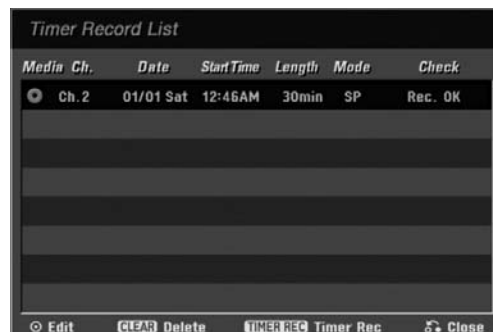 Timer Record List
Media Ch. Date Start Time Length Mode Check
Ch.2 01/01 Sat 12:46AM 30min SP Rec. OK
Edit CLEAR Delete TIMER REC Timer Rec Close